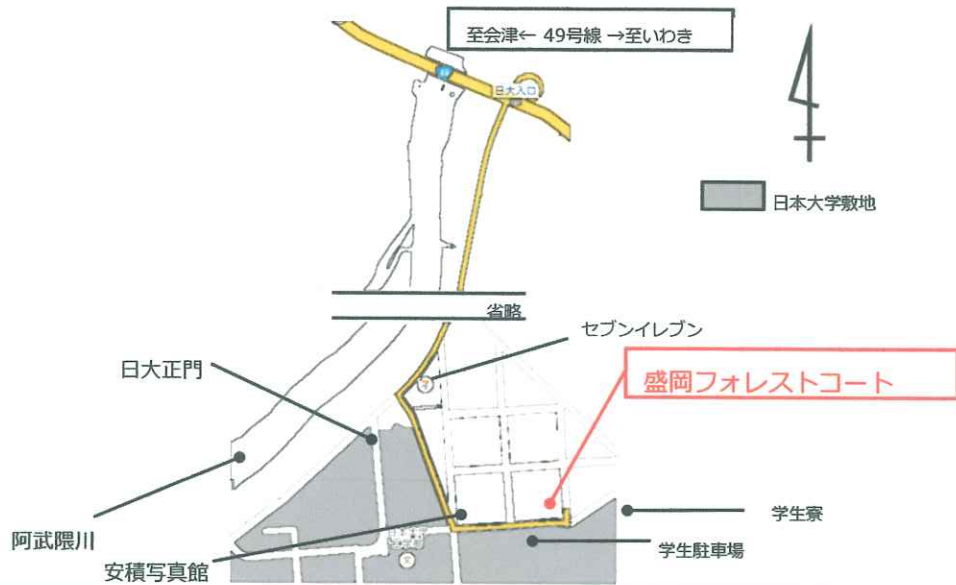 至会津← 49号線 →至いわき
49
日大入口
日本大学敷地
省略
セブンイレブン
日大正門
盛岡フォレストコート
7
阿武隈川
安積写真館
学生寮
学生駐車場